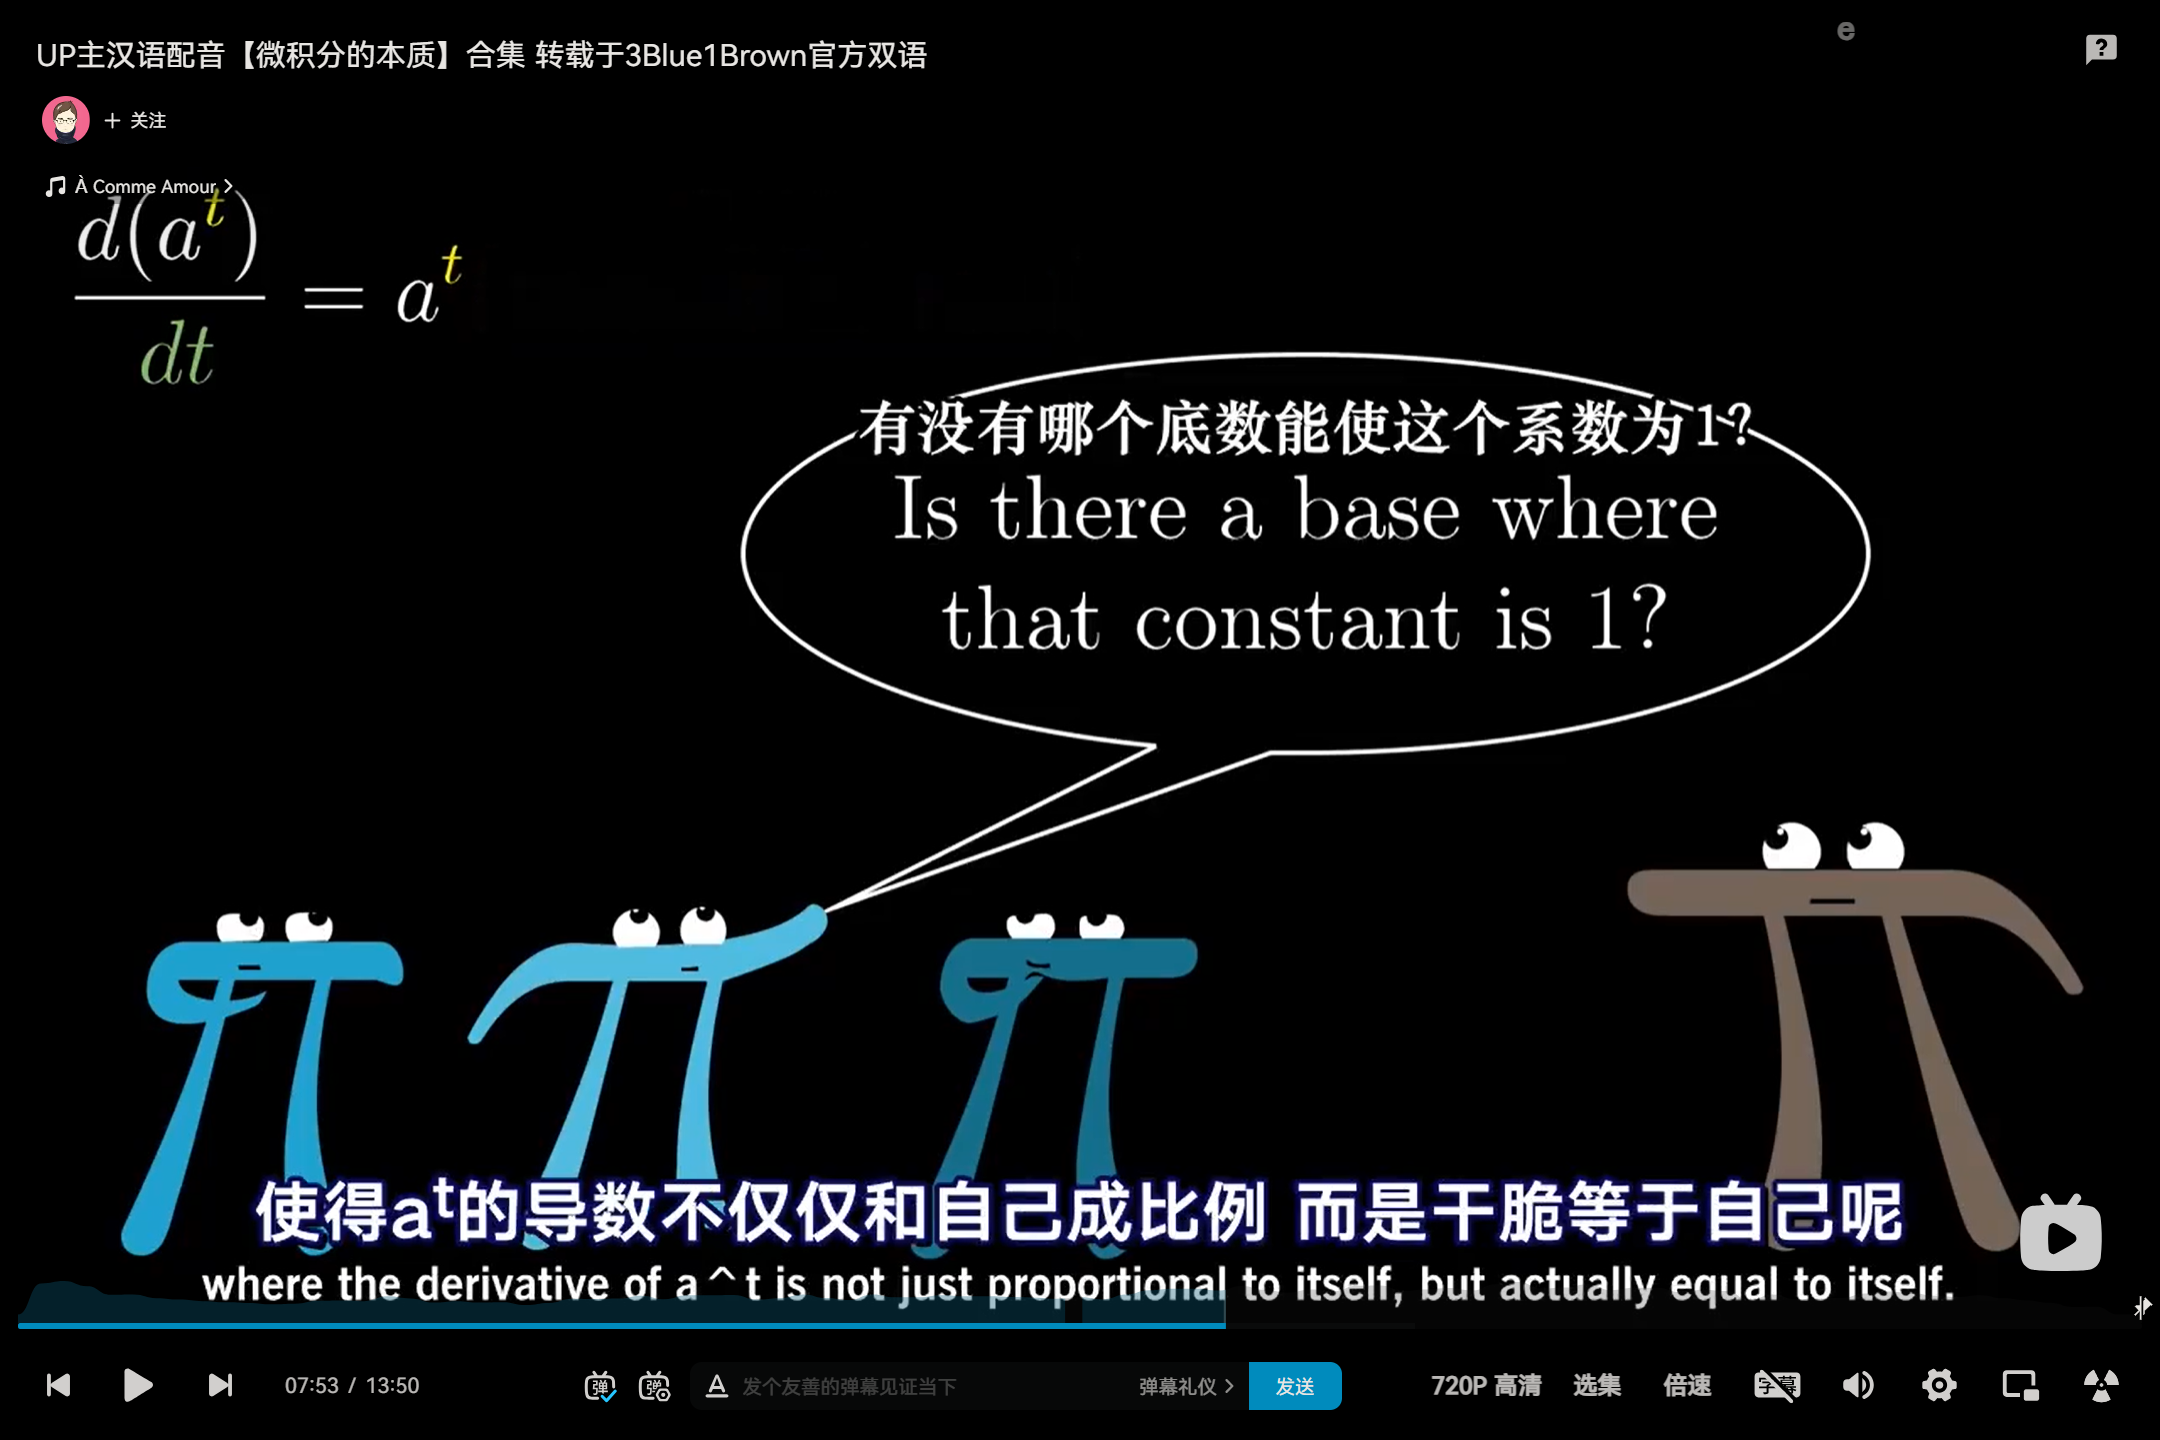 e
UP主汉语配音【微积分的本质】合集 转载于3Blue1Brown官方双语
+ 关注
À Comme Amour
d(a^t)
dt
= a^t
有没有哪个底数能使这个系数为1?
Is there a base where
that constant is 1?
使得a^t的导数不仅仅和自己成比例 而是干脆等于自己呢
where the derivative of a^t is not just proportional to itself, but actually equal to itself.
07:53 / 13:50
弹
弹
A 发个友善的弹幕见证当下
弹幕礼仪
发送
720P 高清
选集
倍速
字幕